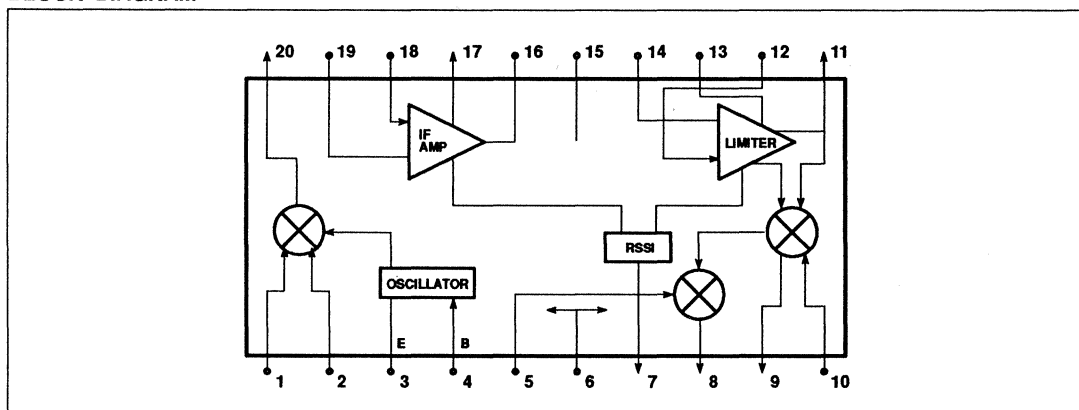 20 19 18 17 16 15 14 13 12 11
IF
AMP
LIMITER
RSSI
OSCILLATOR
E B
1 2 3 4 5 6 7 8 9 10